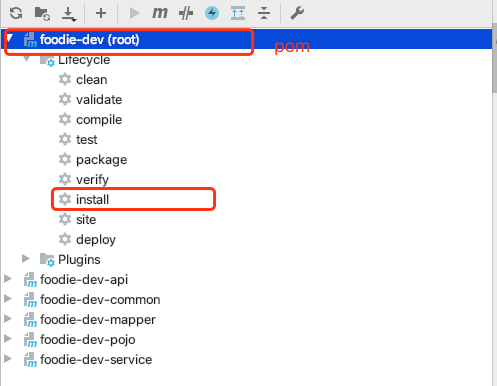 m
foodie-dev (root)
pom
Lifecycle
clean
validate
compile
test
package
verify
install
site
deploy
Plugins
foodie-dev-api
foodie-dev-common
foodie-dev-mapper
foodie-dev-pojo
foodie-dev-service